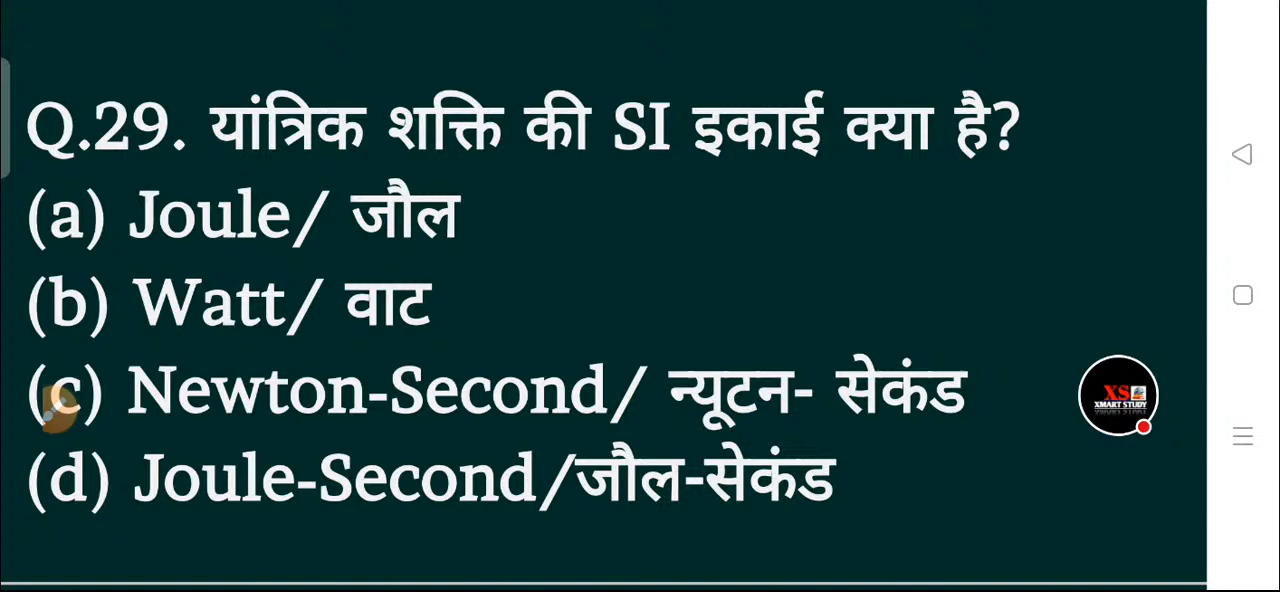 Q.29. यांत्रिक शक्ति की SI इकाई क्या है?
(a) Joule/ जौल
(b) Watt/ वाट
(c) Newton-Second/ न्यूटन- सेकंड
(d) Joule-Second/जौल-सेकंड
XS
XMART STUDY